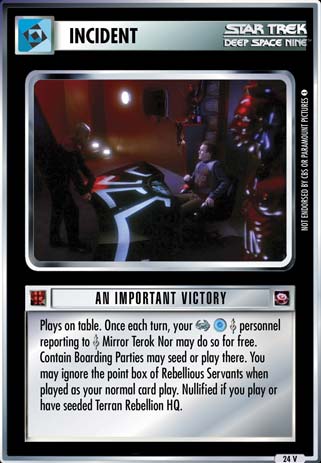 INCIDENT
STAR TREK
DEEP SPACE NINE
NOT ENDORSED BY CBS OR PARAMOUNT PICTURES
AN IMPORTANT VICTORY
Plays on table. Once each turn, your personnel
reporting to Mirror Terok Nor may do so for free.
Contain Boarding Parties may seed or play there. You
may ignore the point box of Rebellious Servants when
played as your normal card play. Nullified if you play or
have seeded Terran Rebellion HQ.
24 V